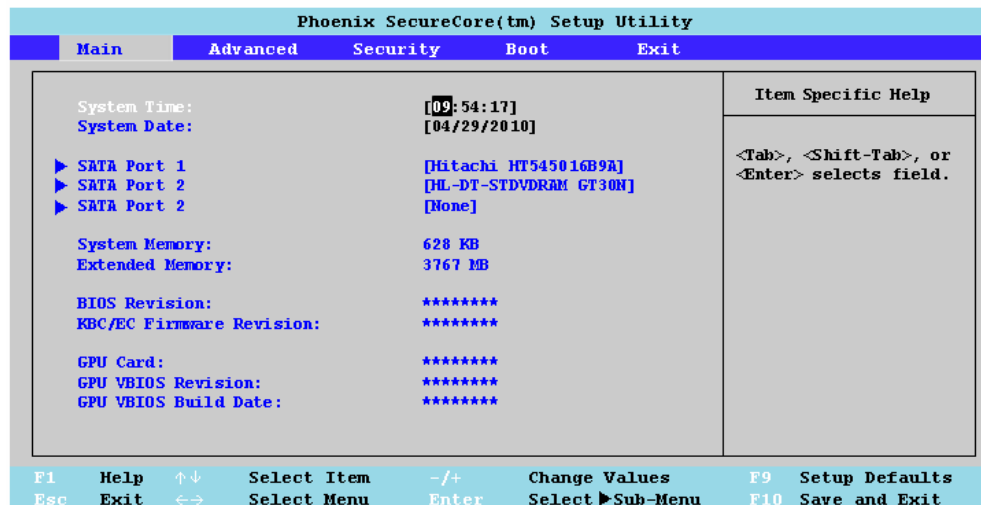 Phoenix SecureCore(tm) Setup Utility
Main Advanced Security Boot Exit
System Time: [09:54:17]
System Date: [04/29/2010]
SATA Port 1 [Hitachi HT545016B9A]
SATA Port 2 [HL-DT-STDVDRAM GT30N]
SATA Port 2 [None]
System Memory: 628 KB
Extended Memory: 3767 MB
BIOS Revision: ********
KBC/EC Firmware Revision: ********
GPU Card: ********
GPU VBIOS Revision: ********
GPU VBIOS Build Date: ********
Item Specific Help
<Tab>, <Shift-Tab>, or
<Enter> selects field.
F1 Help ↑↓ Select Item -/+ Change Values F9 Setup Defaults
Esc Exit ←→ Select Menu Enter Select ▶Sub-Menu F10 Save and Exit